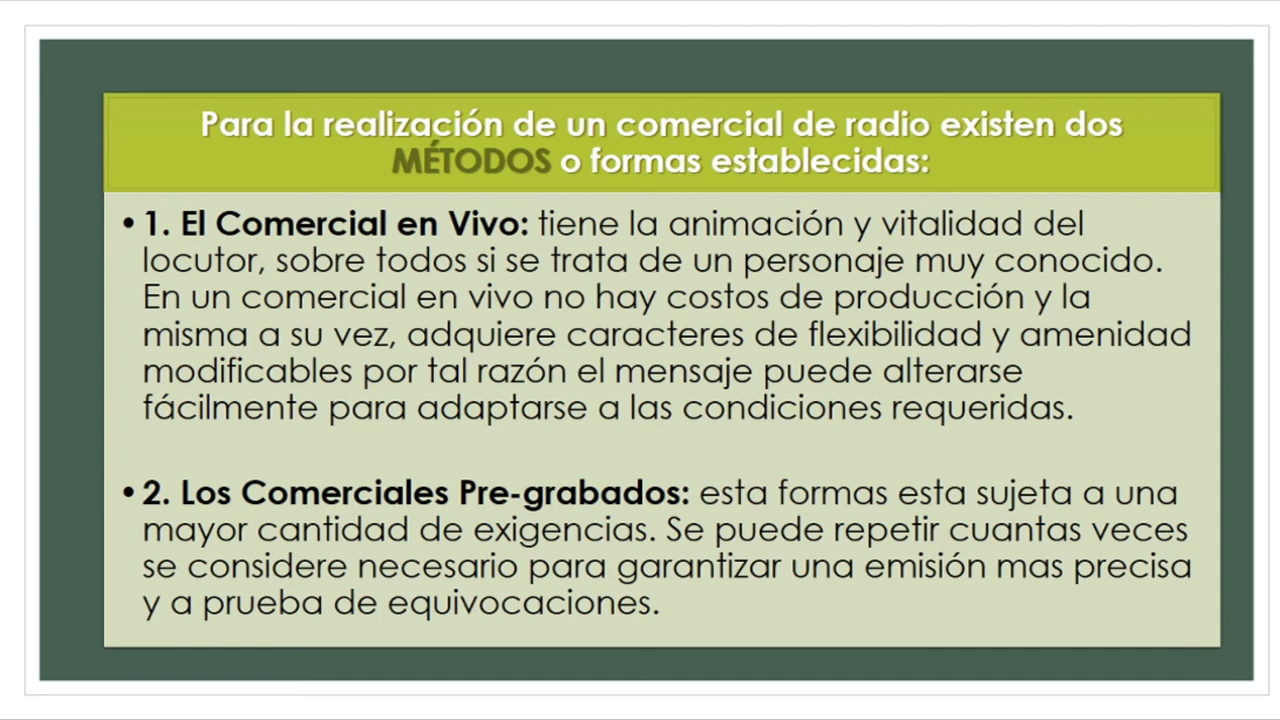 Para la realización de un comercial de radio existen dos
MÉTODOS o formas establecidas:
• 1. El Comercial en Vivo: tiene la animación y vitalidad del
locutor, sobre todos si se trata de un personaje muy conocido.
En un comercial en vivo no hay costos de producción y la
misma a su vez, adquiere caracteres de flexibilidad y amenidad
modificables por tal razón el mensaje puede alterarse
fácilmente para adaptarse a las condiciones requeridas.
• 2. Los Comerciales Pre-grabados: esta formas esta sujeta a una
mayor cantidad de exigencias. Se puede repetir cuantas veces
se considere necesario para garantizar una emisión mas precisa
y a prueba de equivocaciones.